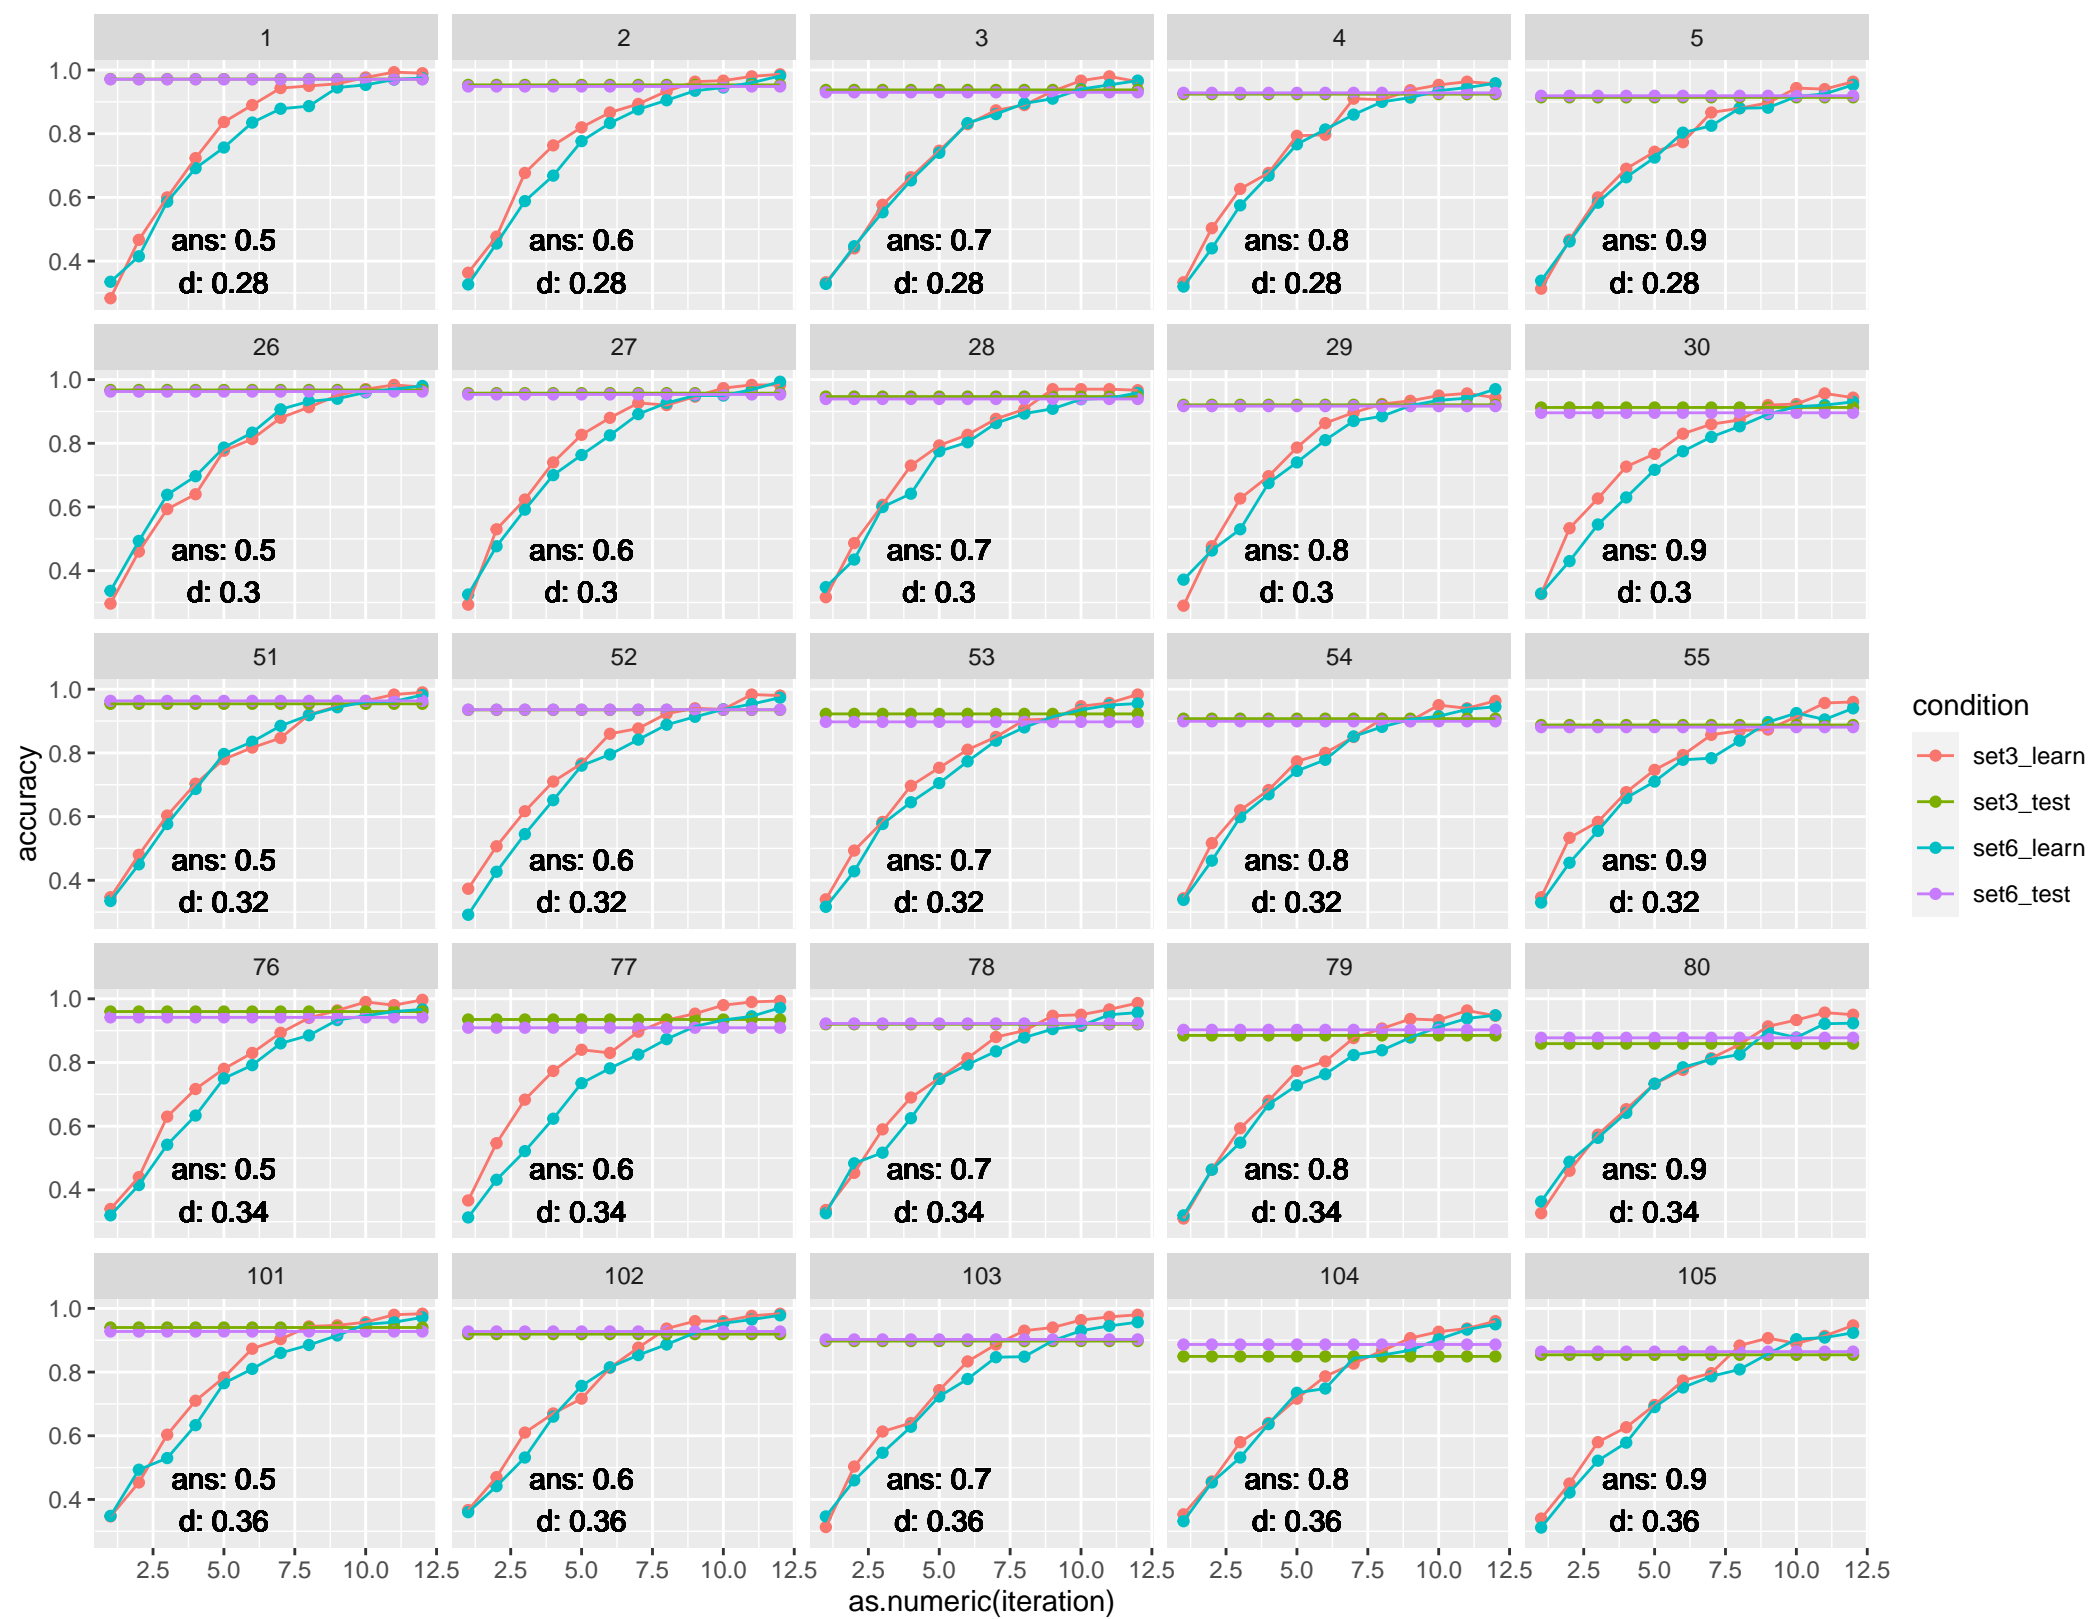 1 2 3 4 5
1.0
0.8
0.6
0.4
ans: 0.5 ans: 0.6 ans: 0.7 ans: 0.8 ans: 0.9
d: 0.28 d: 0.28 d: 0.28 d: 0.28 d: 0.28
26 27 28 29 30
1.0
0.8
0.6
0.4
ans: 0.5 ans: 0.6 ans: 0.7 ans: 0.8 ans: 0.9
d: 0.3 d: 0.3 d: 0.3 d: 0.3 d: 0.3
51 52 53 54 55
1.0
0.8
0.6
0.4
ans: 0.5 ans: 0.6 ans: 0.7 ans: 0.8 ans: 0.9
d: 0.32 d: 0.32 d: 0.32 d: 0.32 d: 0.32
76 77 78 79 80
1.0
0.8
0.6
0.4
ans: 0.5 ans: 0.6 ans: 0.7 ans: 0.8 ans: 0.9
d: 0.34 d: 0.34 d: 0.34 d: 0.34 d: 0.34
101 102 103 104 105
1.0
0.8
0.6
0.4
ans: 0.5 ans: 0.6 ans: 0.7 ans: 0.8 ans: 0.9
d: 0.36 d: 0.36 d: 0.36 d: 0.36 d: 0.36
2.5 5.0 7.5 10.0 12.5 2.5 5.0 7.5 10.0 12.5 2.5 5.0 7.5 10.0 12.5 2.5 5.0 7.5 10.0 12.5 2.5 5.0 7.5 10.0 12.5
as.numeric(iteration)
accuracy
condition
set3_learn
set3_test
set6_learn
set6_test